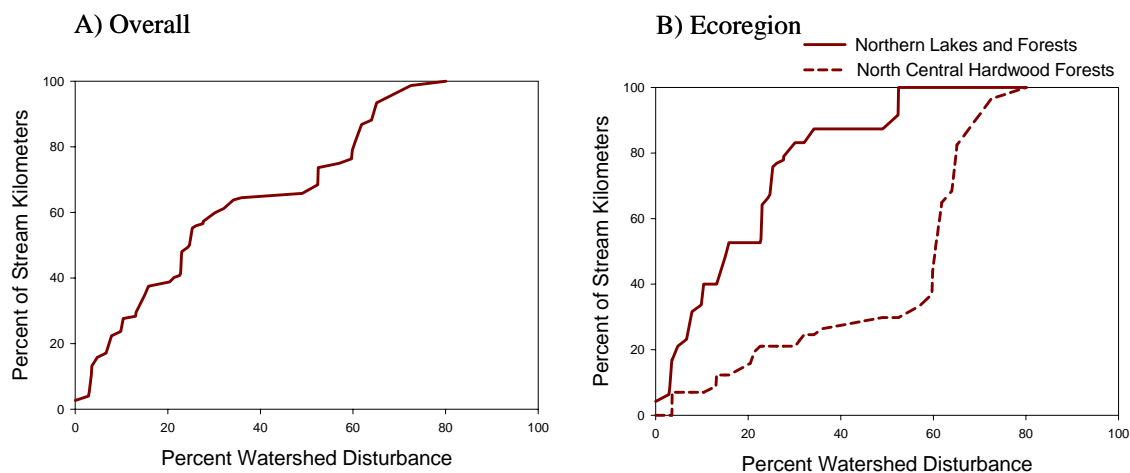 A) Overall
Percent of Stream Kilometers
100
80
60
40
20
0
0 20 40 60 80 100
Percent Watershed Disturbance
B) Ecoregion
Northern Lakes and Forests
North Central Hardwood Forests
Percent of Stream Kilometers
100
80
60
40
20
0
0 20 40 60 80 100
Percent Watershed Disturbance